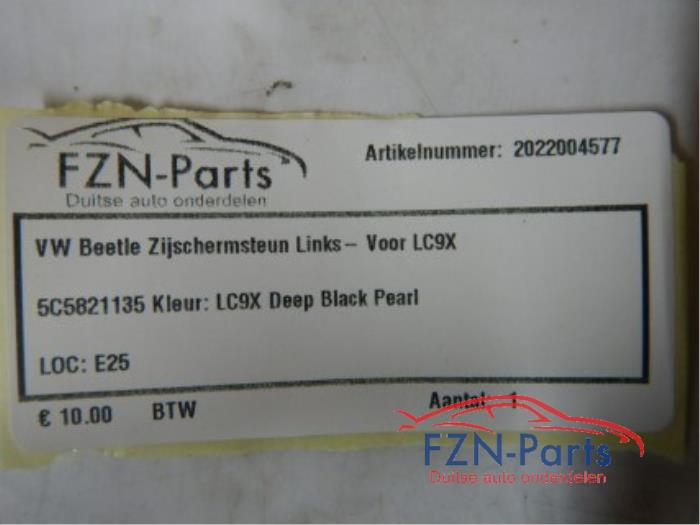 FZN-Parts
Duitse auto onderdelen
Artikelnummer: 2022004577
VW Beetle Zijschermsteun Links– Voor LC9X
5C5821135 Kleur: LC9X Deep Black Pearl
LOC: E25
€ 10.00 BTW
Aantal: 1
FZN-Parts
Duitse auto onderdelen